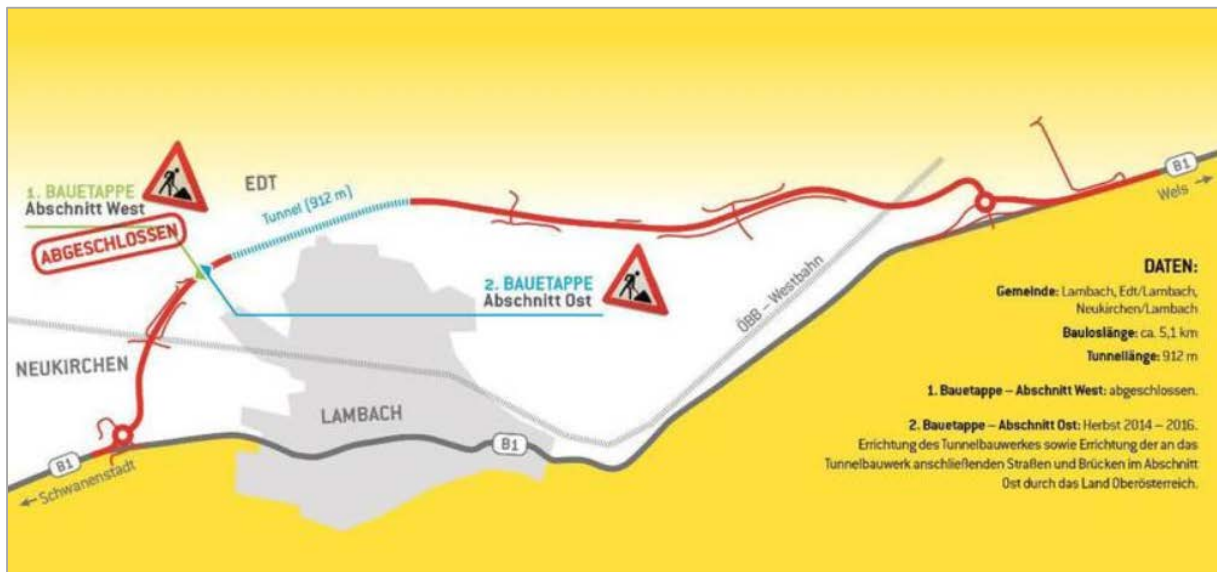 1. BAUETAPPE
Abschnitt West
ABGESCHLOSSEN
EDT
Tunnel (912 m)
2. BAUETAPPE
Abschnitt Ost
NEUKIRCHEN
LAMBACH
B1
← Schwanenstadt
B1
ÖBB – Westbahn
B1
Wels →
DATEN:
Gemeinde: Lambach, Edt/Lambach,
Neukirchen/Lambach
Bauloslänge: ca. 5,1 km
Tunnellänge: 912 m
1. Bauetappe – Abschnitt West: abgeschlossen.
2. Bauetappe – Abschnitt Ost: Herbst 2014 – 2016.
Errichtung des Tunnelbauwerkes sowie Errichtung der an das
Tunnelbauwerk anschließenden Straßen und Brücken im Abschnitt
Ost durch das Land Oberösterreich.